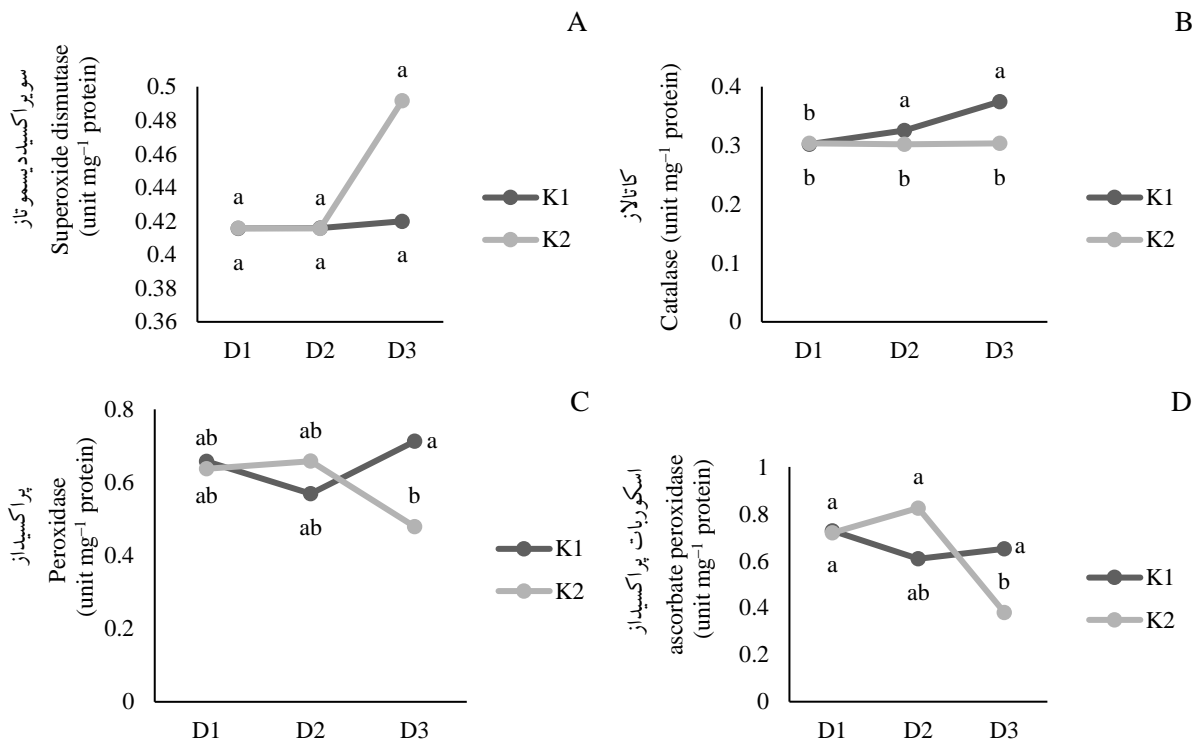 A
سوپراکسیددیسموتاز
Superoxide dismutase
(unit mg⁻¹ protein)
0.5
0.48
0.46
0.44
0.42
0.4
0.38
0.36
a
a
a
a
a
a
D1
D2
D3
K1
K2
B
کاتالاز
Catalase (unit mg⁻¹ protein)
0.4
0.3
0.2
0.1
0
b
a
a
b
b
b
D1
D2
D3
K1
K2
C
پراکسیداز
Peroxidase
(unit mg⁻¹ protein)
0.8
0.6
0.4
0.2
0
ab
ab
a
ab
ab
b
D1
D2
D3
K1
K2
D
اسکوربات پراکسیداز
ascorbate peroxidase
(unit mg⁻¹ protein)
1
0.8
0.6
0.4
0.2
0
a
a
a
a
ab
b
D1
D2
D3
K1
K2